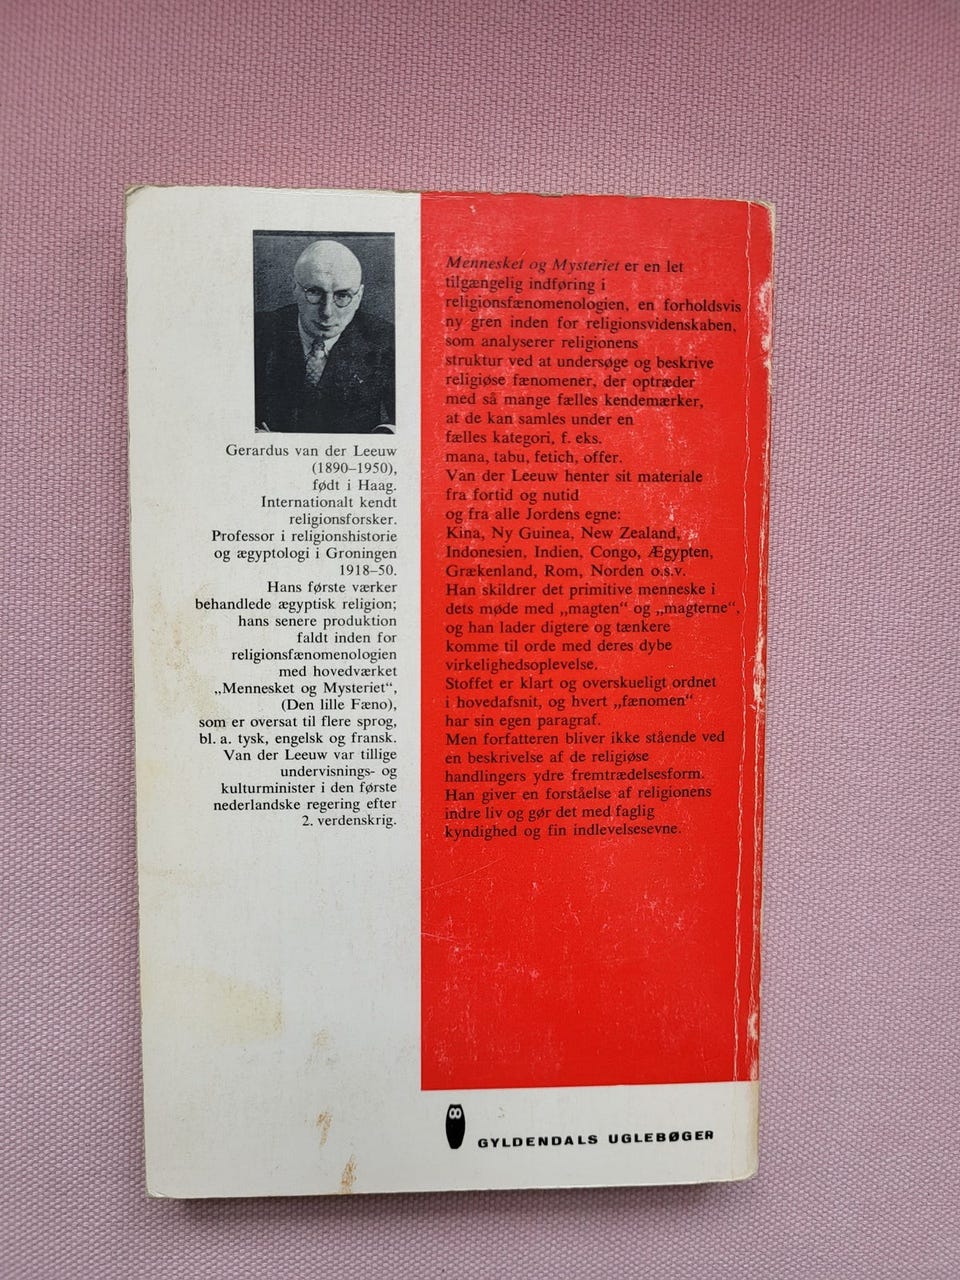 Gerardus van der Leeuw
(1890–1950),
født i Haag.
Internationalt kendt
religionsforsker.
Professor i religionshistorie
og ægyptologi i Groningen
1918–50.
Hans første værker
behandlede ægyptisk religion;
hans senere produktion
faldt inden for
religionsfænomenologien
med hovedværket
„Mennesket og Mysteriet“,
(Den lille Fæno),
som er oversat til flere sprog,
bl. a. tysk, engelsk og fransk.
Van der Leeuw var tillige
undervisnings- og
kulturminister i den første
nederlandske regering efter
2. verdenskrig.
Mennesket og Mysteriet er en let
tilgængelig indføring i
religionsfænomenologien, en forholdsvis
ny gren inden for religionsvidenskaben,
som analyserer religionens
struktur ved at undersøge og beskrive
religiøse fænomener, der optræder
med så mange fælles kendemærker,
at de kan samles under en
fælles kategori, f. eks.
mana, tabu, fetich, offer.
Van der Leeuw henter sit materiale
fra fortid og nutid
og fra alle Jordens egne:
Kina, Ny Guinea, New Zealand,
Indonesien, Indien, Congo, Ægypten,
Grækenland, Rom, Norden o.s.v.
Han skildrer det primitive menneske i
dets møde med „magten“ og „magterne“,
og han lader digtere og tænkere
komme til orde med deres dybe
virkelighedsoplevelse.
Stoffet er klart og overskueligt ordnet
i hovedafsnit, og hvert „fænomen“
har sin egen paragraf.
Men forfatteren bliver ikke stående ved
en beskrivelse af de religiøse
handlingers ydre fremtrædelsesform.
Han giver en forståelse af religionens
indre liv og gør det med faglig
kyndighed og fin indlevelsesevne.
GYLDENDALS UGLEBØGER